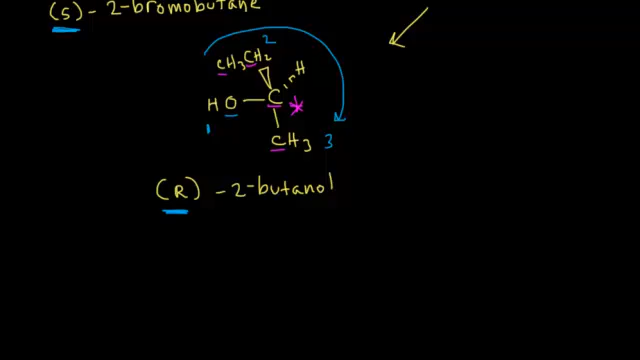 (S) - 2-bromobutane
2
CH3CH2 H
HO - C *
1
CH3 3
(R) - 2-butanol